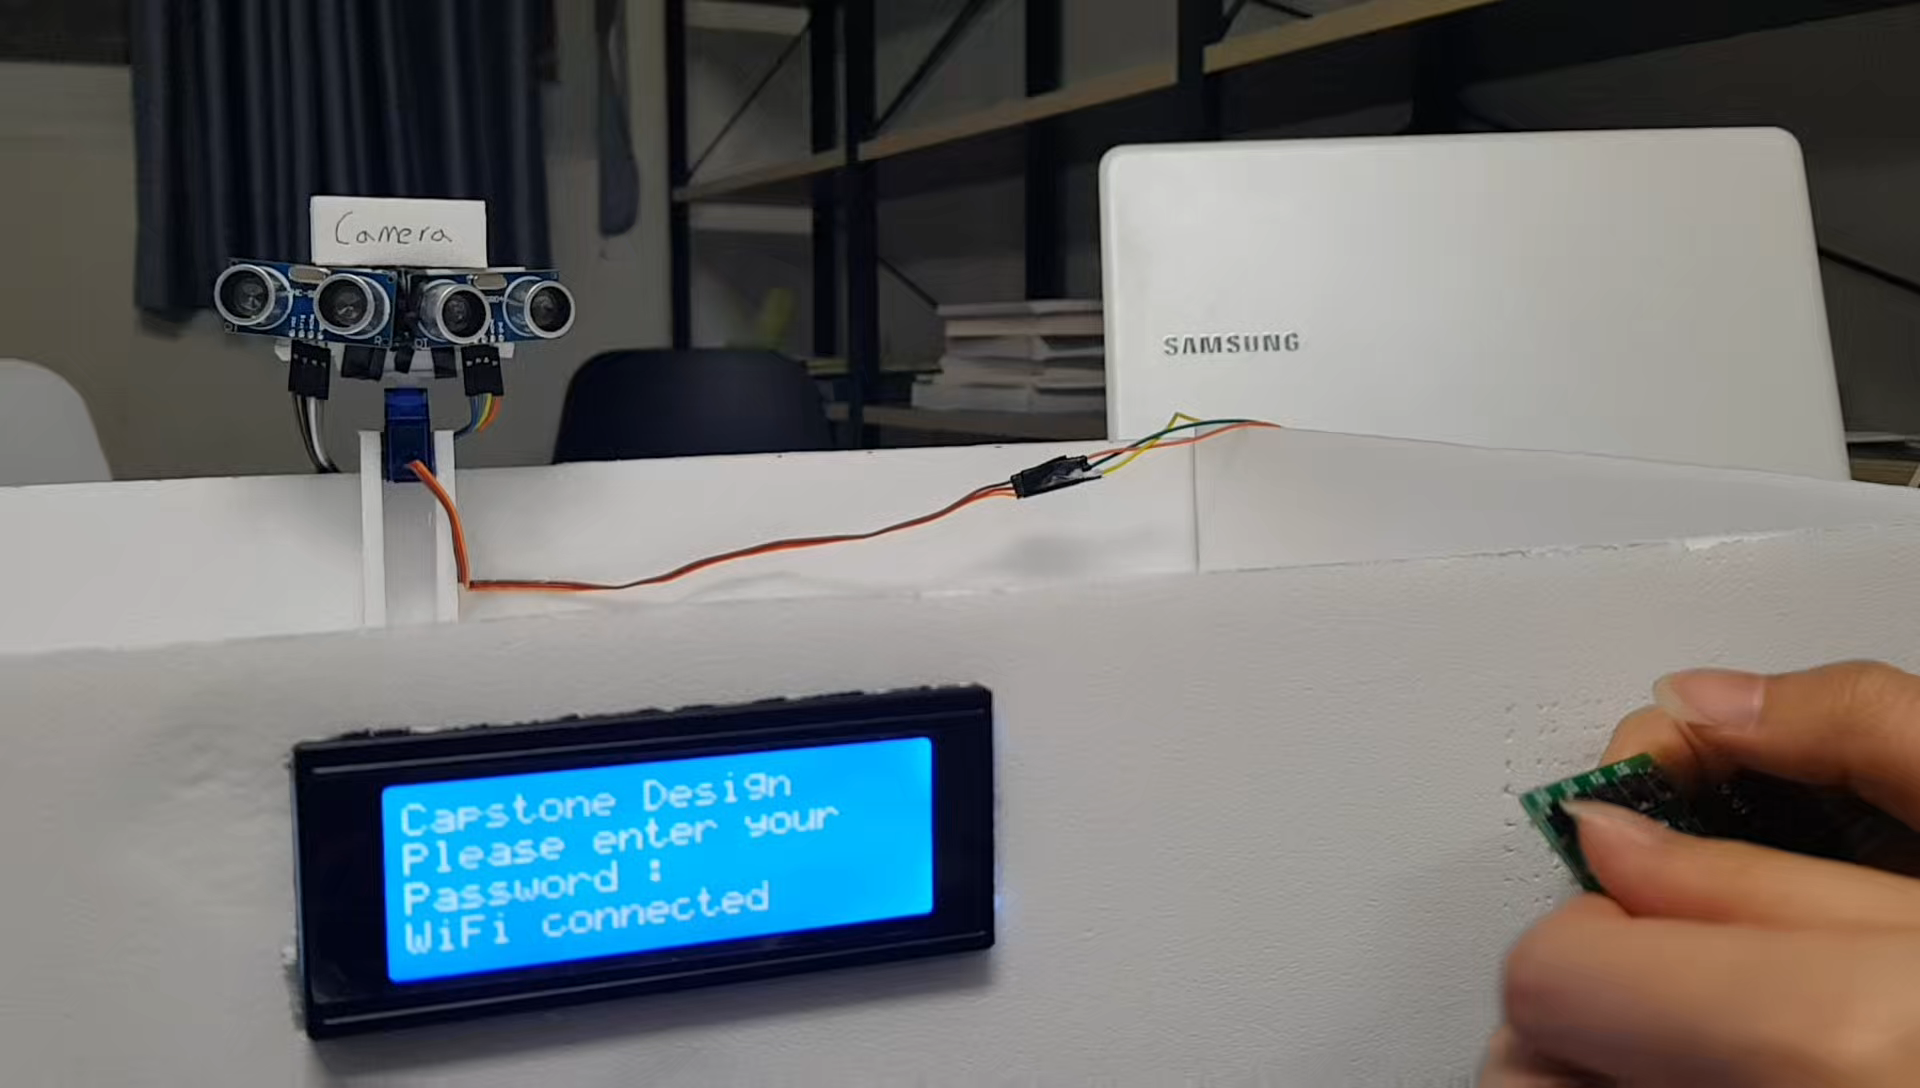 Camera
SAMSUNG
Capstone Design
Please enter your
Password :
WiFi connected